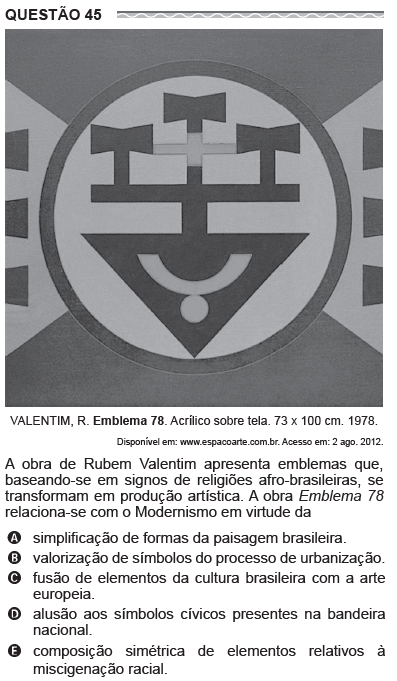 QUESTÃO 45
VALENTIM, R. Emblema 78. Acrílico sobre tela. 73 x 100 cm. 1978.
Disponível em: www.espacoarte.com.br. Acesso em: 2 ago. 2012.
A obra de Rubem Valentim apresenta emblemas que,
baseando-se em signos de religiões afro-brasileiras, se
transformam em produção artística. A obra Emblema 78
relaciona-se com o Modernismo em virtude da
A simplificação de formas da paisagem brasileira.
B valorização de símbolos do processo de urbanização.
C fusão de elementos da cultura brasileira com a arte
europeia.
D alusão aos símbolos cívicos presentes na bandeira
nacional.
E composição simétrica de elementos relativos à
miscigenação racial.